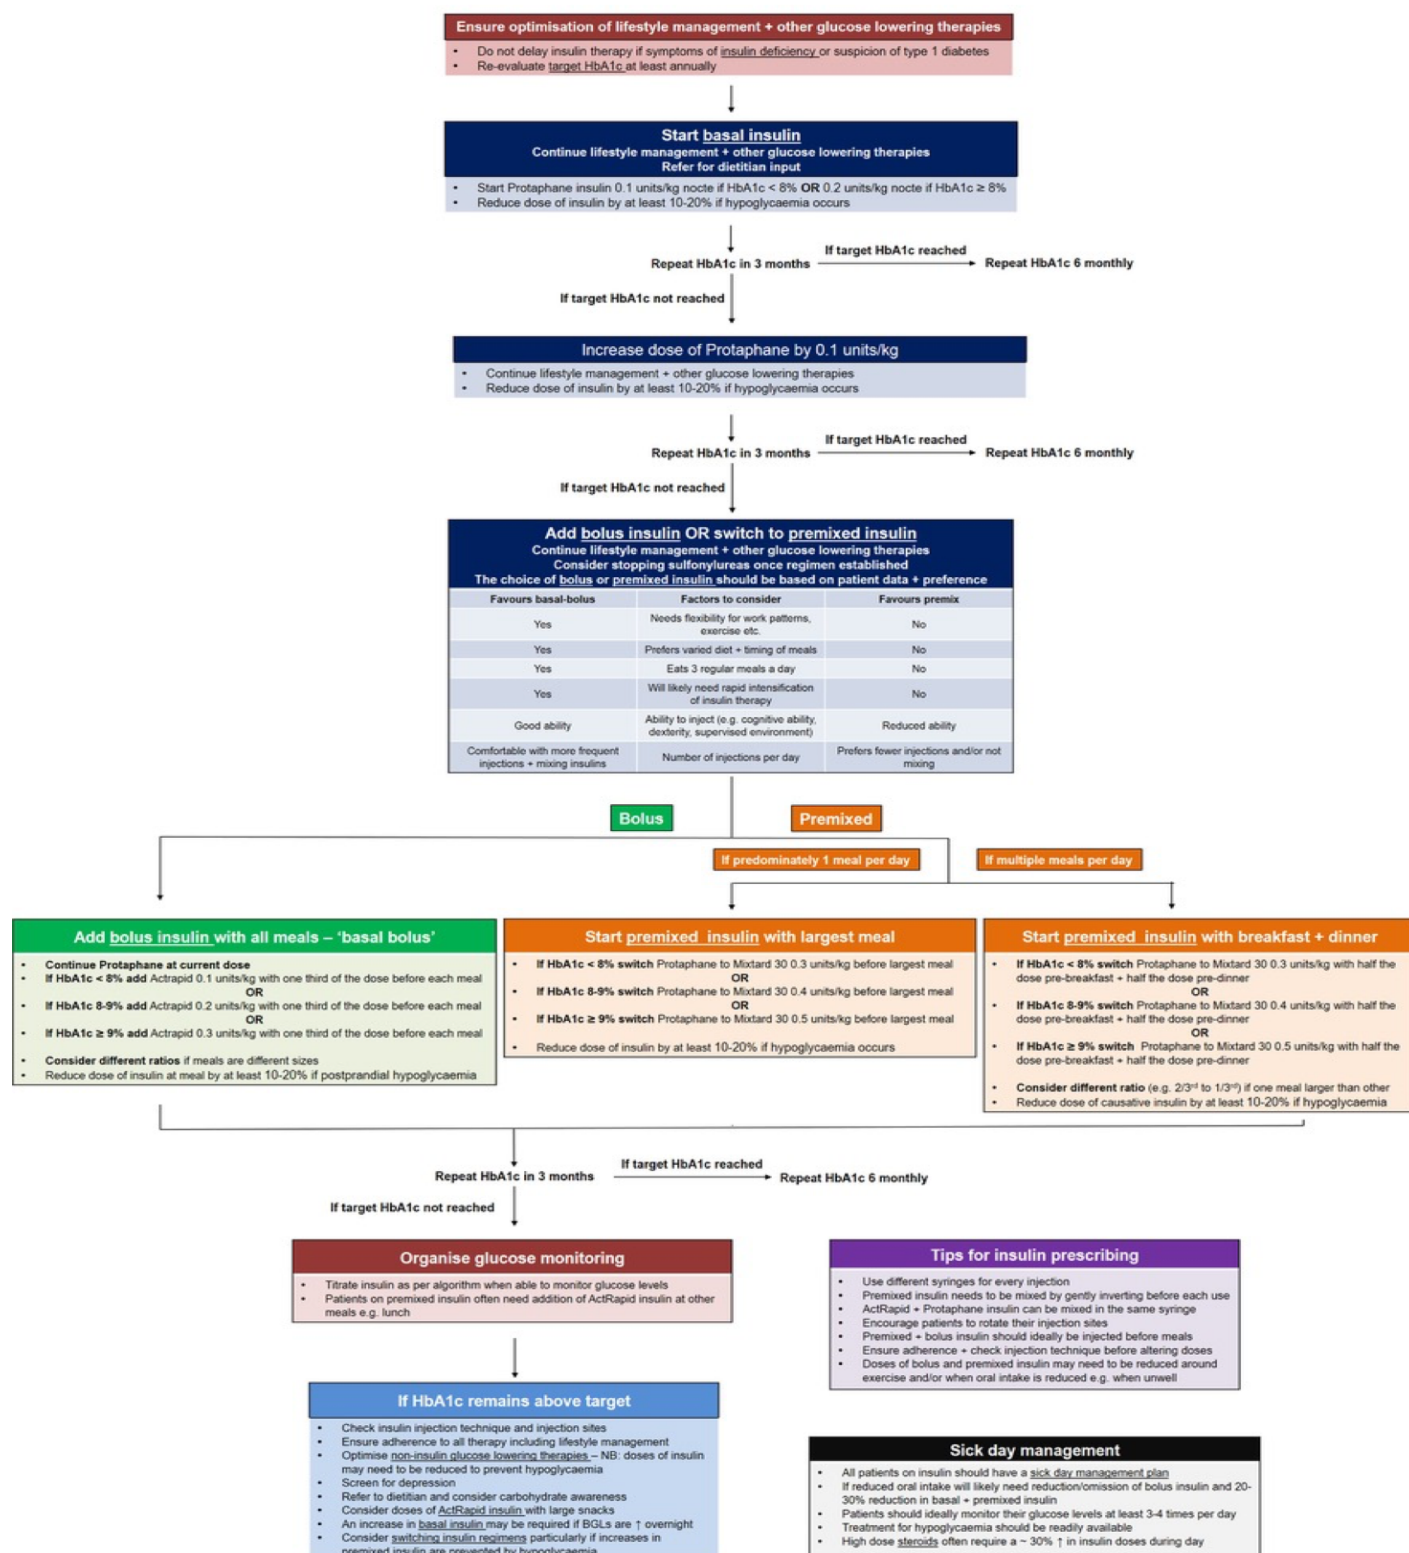 Ensure optimisation of lifestyle management + other glucose lowering therapies
• Do not delay insulin therapy if symptoms of insulin deficiency or suspicion of type 1 diabetes
• Re-evaluate target HbA1c at least annually
Start basal insulin
Continue lifestyle management + other glucose lowering therapies
Refer for dietitian input
• Start Protaphane insulin 0.1 units/kg nocte if HbA1c < 8% OR 0.2 units/kg nocte if HbA1c ≥ 8%
• Reduce dose of insulin by at least 10-20% if hypoglycaemia occurs
If target HbA1c reached
Repeat HbA1c in 3 months
Repeat HbA1c 6 monthly
If target HbA1c not reached
Increase dose of Protaphane by 0.1 units/kg
• Continue lifestyle management + other glucose lowering therapies
• Reduce dose of insulin by at least 10-20% if hypoglycaemia occurs
If target HbA1c reached
Repeat HbA1c in 3 months
Repeat HbA1c 6 monthly
If target HbA1c not reached
Add bolus insulin OR switch to premixed insulin
Continue lifestyle management + other glucose lowering therapies
Consider stopping sulfonylureas once regimen established
The choice of bolus or premixed insulin should be based on patient data + preference
Favours basal-bolus
Factors to consider
Favours premix
Yes
Needs flexibility for work patterns,
exercise etc.
No
Yes
Prefers varied diet + timing of meals
No
Yes
Eats 3 regular meals a day
No
Yes
Will likely need rapid intensification
of insulin therapy
No
Good ability
Ability to inject (e.g. cognitive ability,
dexterity, supervised environment)
Reduced ability
Comfortable with more frequent
injections + mixing insulins
Number of injections per day
Prefers fewer injections and/or not
mixing
Bolus
Premixed
If predominately 1 meal per day
If multiple meals per day
Add bolus insulin with all meals – ‘basal bolus’
• Continue Protaphane at current dose
• If HbA1c < 8% add Actrapid 0.1 units/kg with one third of the dose before each meal
OR
• If HbA1c 8-9% add Actrapid 0.2 units/kg with one third of the dose before each meal
OR
• If HbA1c ≥ 9% add Actrapid 0.3 units/kg with one third of the dose before each meal
• Consider different ratios if meals are different sizes
• Reduce dose of insulin at meal by at least 10-20% if postprandial hypoglycaemia
Start premixed insulin with largest meal
• If HbA1c < 8% switch Protaphane to Mixtard 30 0.3 units/kg before largest meal
OR
• If HbA1c 8-9% switch Protaphane to Mixtard 30 0.4 units/kg before largest meal
OR
• If HbA1c ≥ 9% switch Protaphane to Mixtard 30 0.5 units/kg before largest meal
• Reduce dose of insulin by at least 10-20% if hypoglycaemia occurs
Start premixed insulin with breakfast + dinner
• If HbA1c < 8% switch Protaphane to Mixtard 30 0.3 units/kg with half the
dose pre-breakfast + half the dose pre-dinner
OR
• If HbA1c 8-9% switch Protaphane to Mixtard 30 0.4 units/kg with half the
dose pre-breakfast + half the dose pre-dinner
OR
• If HbA1c ≥ 9% switch Protaphane to Mixtard 30 0.5 units/kg with half the
dose pre-breakfast + half the dose pre-dinner
• Consider different ratio (e.g. 2/3rd to 1/3rd) if one meal larger than other
• Reduce dose of causative insulin by at least 10-20% if hypoglycaemia
If target HbA1c reached
Repeat HbA1c in 3 months
Repeat HbA1c 6 monthly
If target HbA1c not reached
Organise glucose monitoring
• Titrate insulin as per algorithm when able to monitor glucose levels
• Patients on premixed insulin often need addition of ActRapid insulin at other
meals e.g. lunch
Tips for insulin prescribing
• Use different syringes for every injection
• Premixed insulin needs to be mixed by gently inverting before each use
• ActRapid + Protaphane insulin can be mixed in the same syringe
• Encourage patients to rotate their injection sites
• Premixed + bolus insulin should ideally be injected before meals
• Ensure adherence + check injection technique before altering doses
• Doses of bolus and premixed insulin may need to be reduced around
exercise and/or when oral intake is reduced e.g. when unwell
If HbA1c remains above target
• Check insulin injection technique and injection sites
• Ensure adherence to all therapy including lifestyle management
• Optimise non-insulin glucose lowering therapies – NB: doses of insulin
may need to be reduced to prevent hypoglycaemia
• Screen for depression
• Refer to dietitian and consider carbohydrate awareness
• Consider doses of ActRapid insulin with large snacks
• An increase in basal insulin may be required if BGLs are ↑ overnight
• Consider switching insulin regimens particularly if increases in
premixed insulin are prevented by hypoglycaemia
Sick day management
• All patients on insulin should have a sick day management plan
• If reduced oral intake will likely need reduction/omission of bolus insulin and 20-
30% reduction in basal + premixed insulin
• Patients should ideally monitor their glucose levels at least 3-4 times per day
• Treatment for hypoglycaemia should be readily available
• High dose steroids often require a ~ 30% ↑ in insulin doses during day